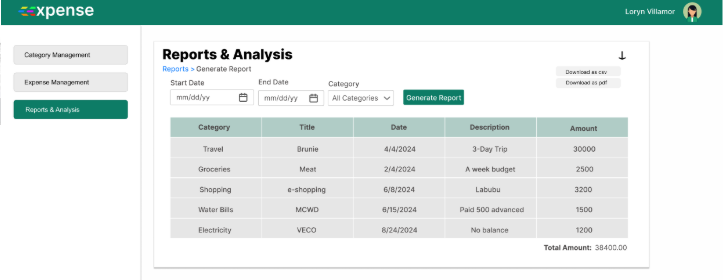 expense
Loryn Villamor
Category Management
Expense Management
Reports & Analysis
Reports & Analysis
Reports > Generate Report
Download as csv
Download as pdf
Start Date End Date Category
mm/dd/yy mm/dd/yy All Categories Generate Report
Category Title Date Description Amount
Travel Brunie 4/4/2024 3-Day Trip 30000
Groceries Meat 2/4/2024 A week budget 2500
Shopping e-shopping 6/8/2024 Labubu 3200
Water Bills MCWD 6/15/2024 Paid 500 advanced 1500
Electricity VECO 8/24/2024 No balance 1200
Total Amount: 38400.00